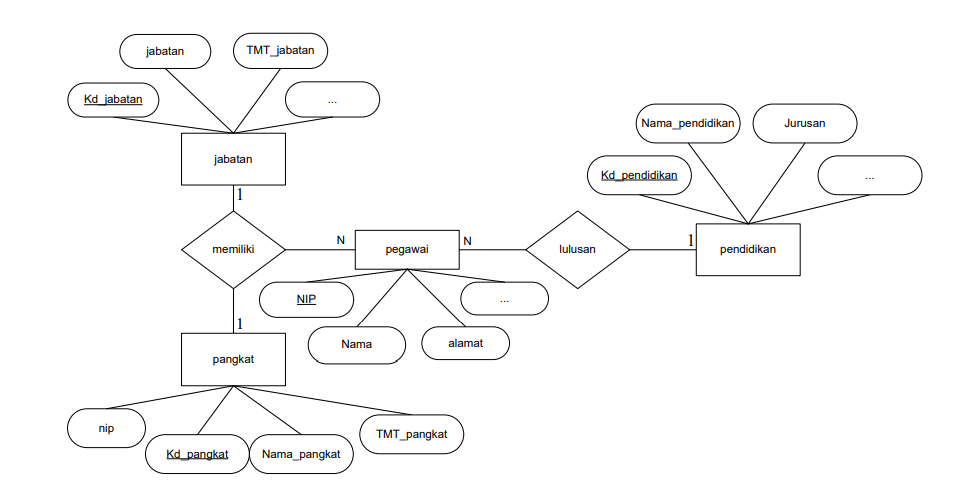 jabatan
TMT_jabatan
Kd_jabatan
...
jabatan
1
memiliki
N
pegawai
N
lulusan
1
pendidikan
Nama_pendidikan
Jurusan
Kd_pendidikan
...
NIP
...
Nama
alamat
1
pangkat
nip
Kd_pangkat
Nama_pangkat
TMT_pangkat